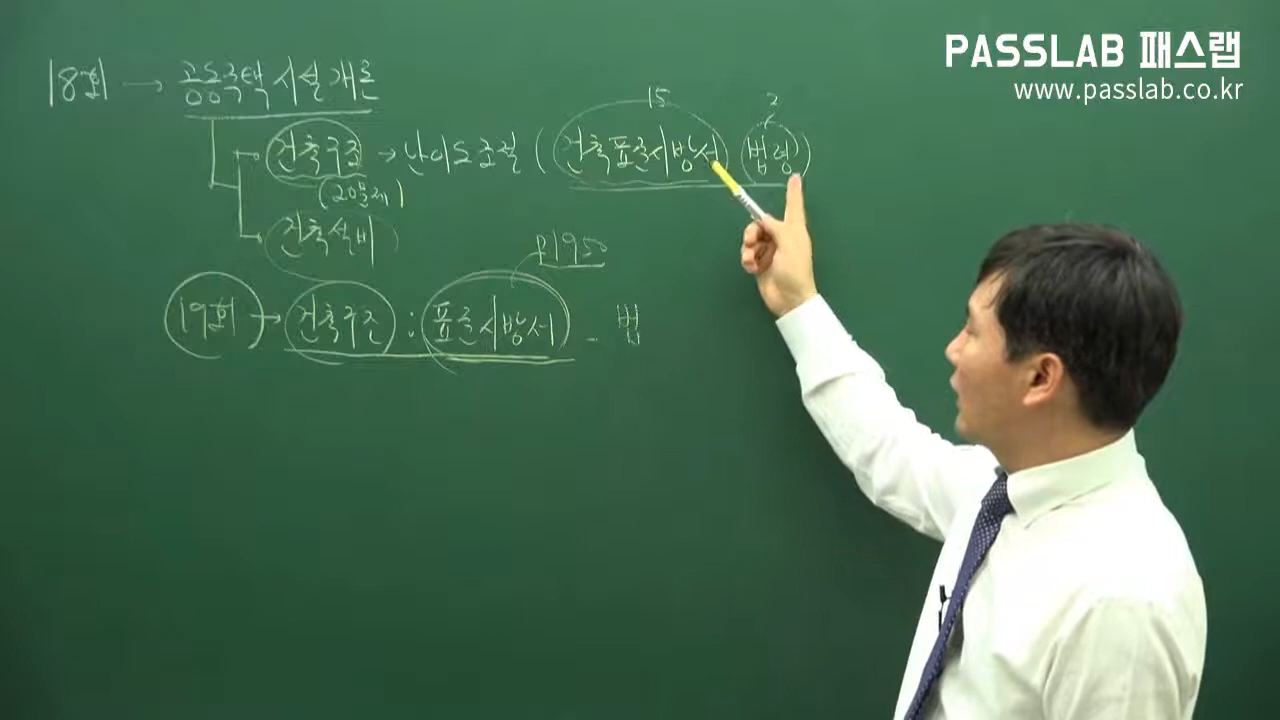 PASSLAB 패스랩
www.passlab.co.kr
18회 → 공동주택시설개론
15 2
건축구조 → 난이도조절 (건축표준시방서, 법령)
(20문제)
건축설비
P.1950
19회 → 건축구조 : 표준시방서 - 법